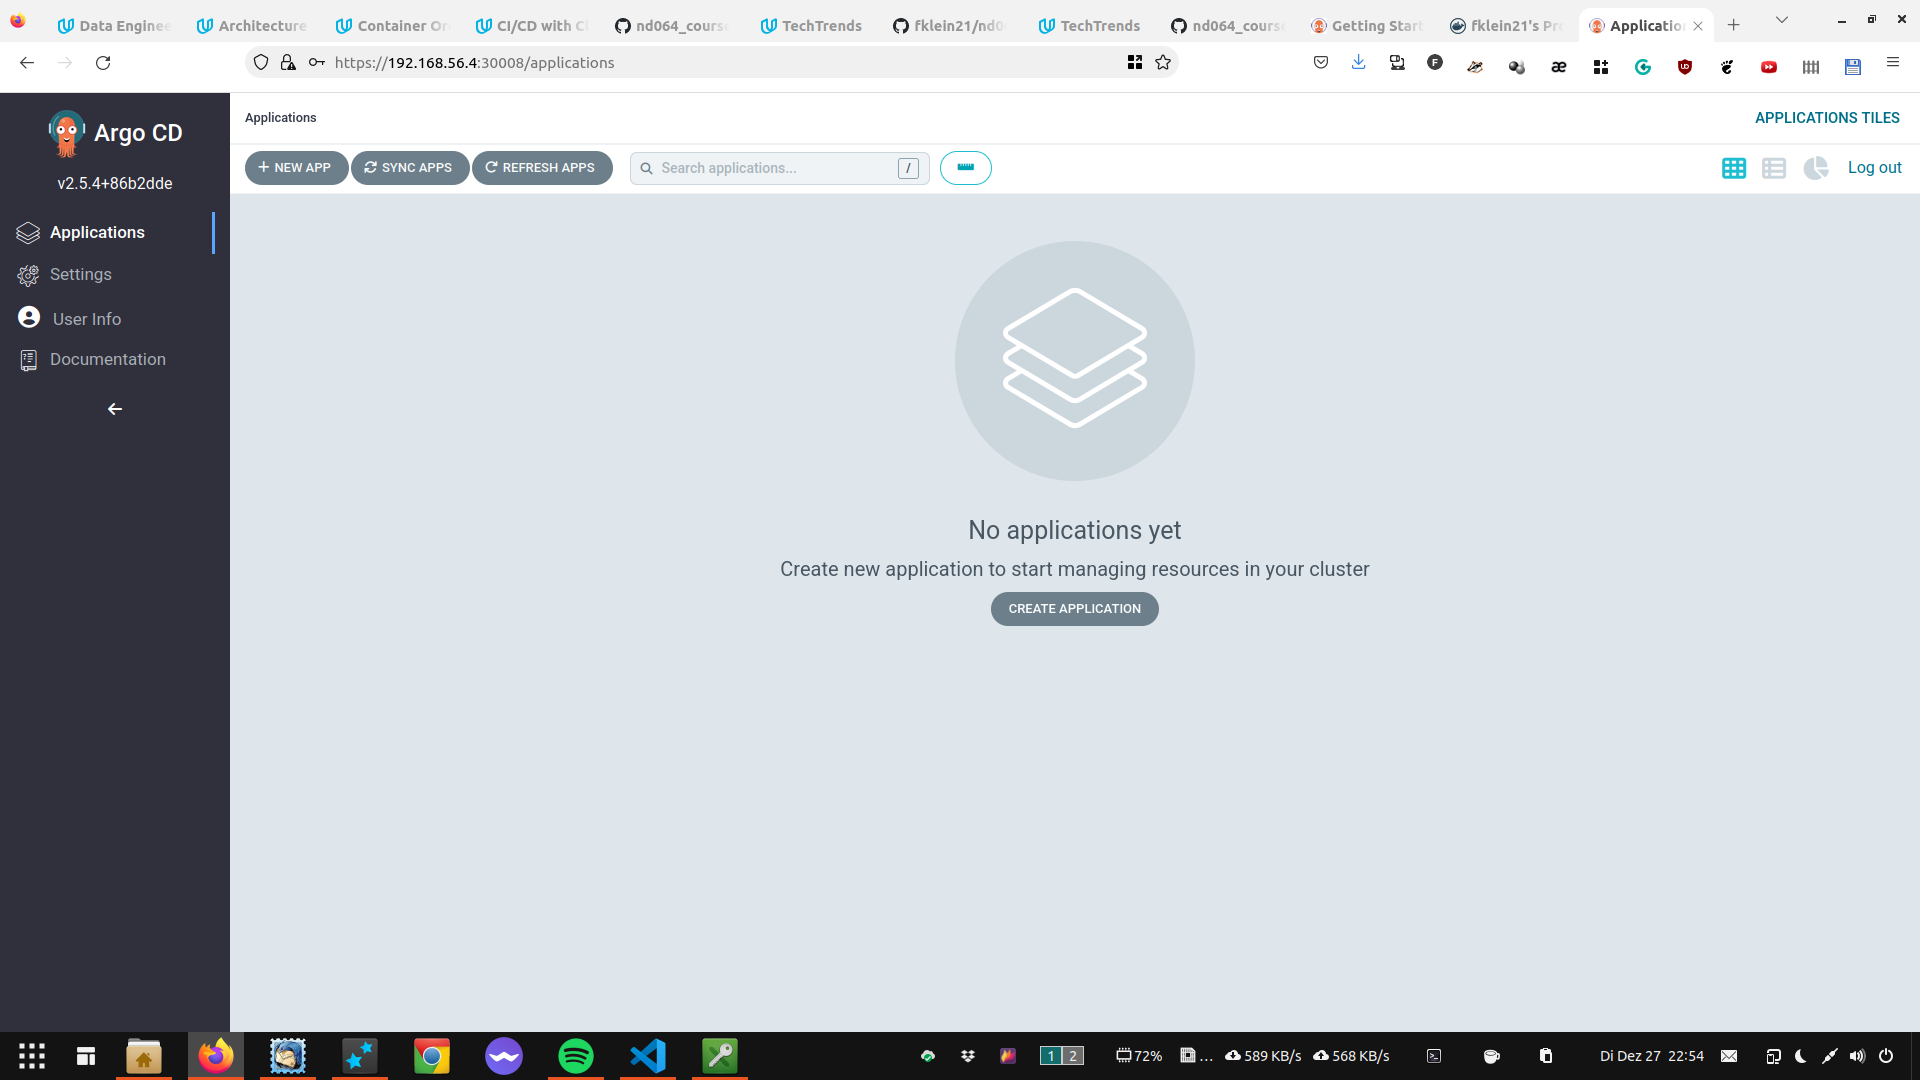 Data Enginee
Architecture
Container Or
CI/CD with Cl
nd064_course
TechTrends
fklein21/nd0
TechTrends
nd064_course
Getting Start
fklein21's Pr
Applicatio
https://192.168.56.4:30008/applications
Argo CD
v2.5.4+86b2dde
Applications
Settings
User Info
Documentation
Applications
APPLICATIONS TILES
NEW APP
SYNC APPS
REFRESH APPS
Search applications...
/
Log out
No applications yet
Create new application to start managing resources in your cluster
CREATE APPLICATION
1 2
72%
...
589 KB/s
568 KB/s
Di Dez 27 22:54